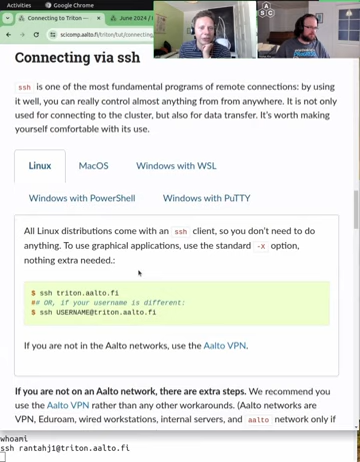 Activities Google Chrome
Connecting to Triton —
June 2024 /
scicomp.aalto.fi/triton/tut/connecting
A C
B S
Connecting via ssh
ssh is one of the most fundamental programs of remote connections: by using
it well, you can really control almost anything from from anywhere. It is not only
used for connecting to the cluster, but also for data transfer. It's worth making
yourself comfortable with its use.
Linux MacOS Windows with WSL
Windows with PowerShell Windows with PuTTY
All Linux distributions come with an ssh client, so you don't need to do
anything. To use graphical applications, use the standard -X option,
nothing extra needed.:
$ ssh triton.aalto.fi
## OR, if your username is different:
$ ssh USERNAME@triton.aalto.fi
If you are not in the Aalto networks, use the Aalto VPN.
If you are not on an Aalto network, there are extra steps. We recommend you
use the Aalto VPN rather than any other workarounds. (Aalto networks are
VPN, Eduroam, wired workstations, internal servers, and aalto network only if
whoami
ssh rantahj1@triton.aalto.fi